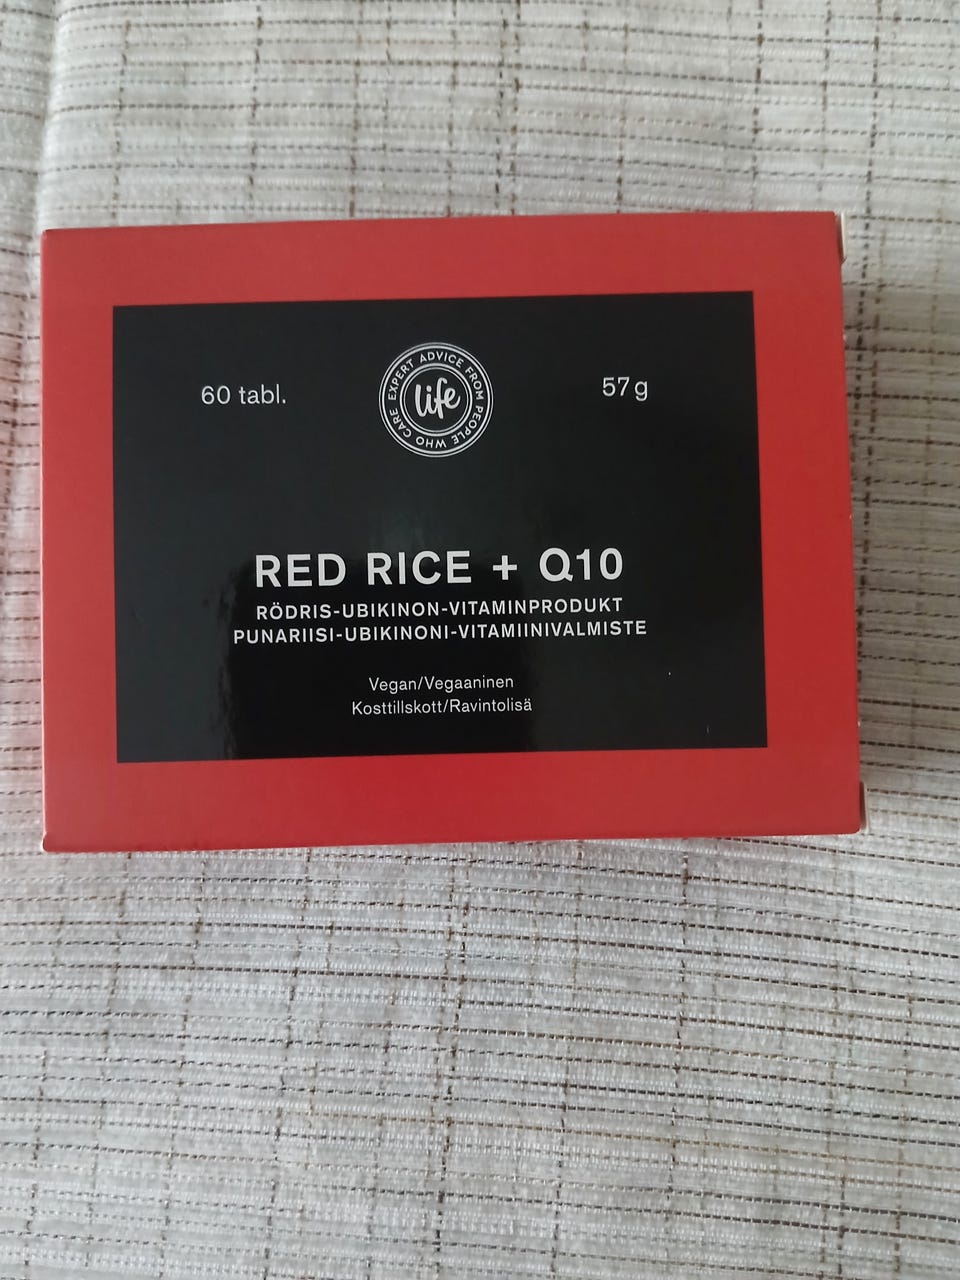 60 tabl.
EXPERT ADVICE FROM PEOPLE WHO CARE
life
57g
RED RICE + Q10
RÖDRIS-UBIKINON-VITAMINPRODUKT
PUNARIISI-UBIKINONI-VITAMIINIVALMISTE
Vegan/Vegaaninen
Kosttillskott/Ravintolisä